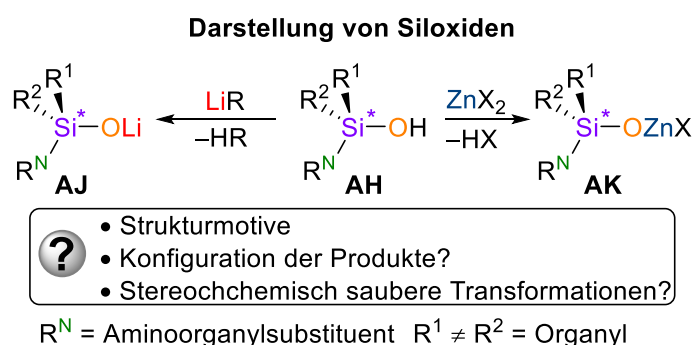 Darstellung von Siloxiden
R¹ R¹ R¹
R² LiR R² ZnX₂ R²
Si* OLi –HR Si* OH –HX Si* OZnX
Rᴺ Rᴺ Rᴺ
AJ AH AK
? • Strukturmotive
• Konfiguration der Produkte?
• Stereochchemisch saubere Transformationen?
Rᴺ = Aminoorganylsubstituent R¹ ≠ R² = Organyl